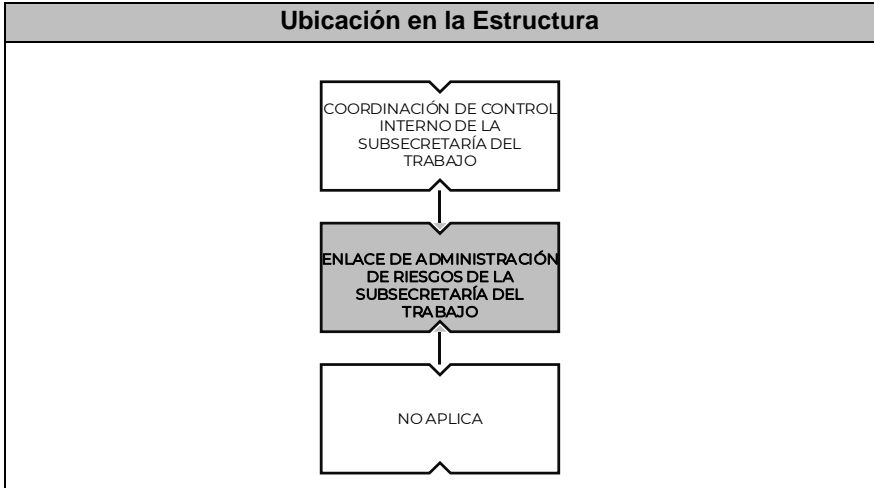 Ubicación en la Estructura
COORDINACIÓN DE CONTROL
INTERNO DE LA
SUBSECRETARÍA DEL
TRABAJO
ENLACE DE ADMINISTRACIÓN
DE RIESGOS DE LA
SUBSECRETARÍA DEL
TRABAJO
NO APLICA